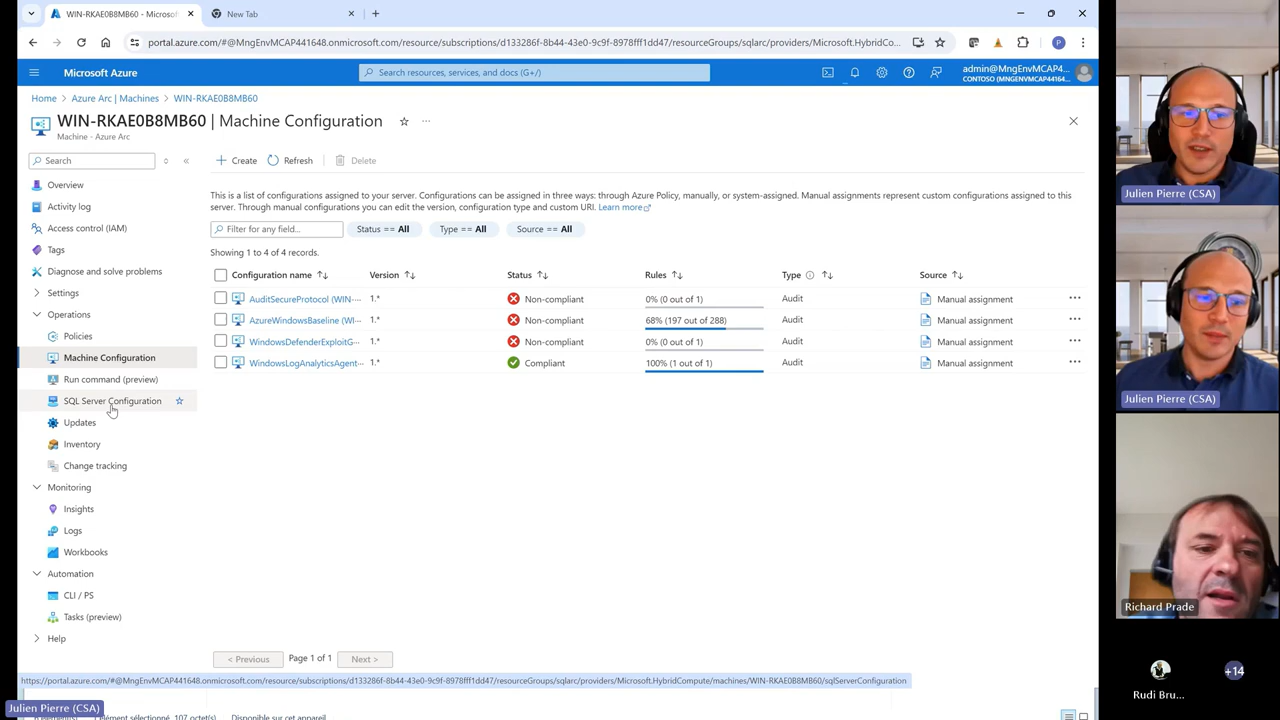 WIN-RKAE0B8MB60 - Microsof
New Tab
portal.azure.com/#@MngEnvMCAP441648.onmicrosoft.com/resource/subscriptions/d133286f-8b44-43e0-9c9f-8978fff1dd47/resourceGroups/sqlarc/providers/Microsoft.HybridCo...
P
Microsoft Azure
Search resources, services, and docs (G+/)
admin@MngEnvMCAP4...
CONTOSO (MNGENVMCAP44164...
Home > Azure Arc | Machines > WIN-RKAE0B8MB60
WIN-RKAE0B8MB60 | Machine Configuration
Machine - Azure Arc
Search
Create
Refresh
Delete
Overview
Activity log
Access control (IAM)
Tags
Diagnose and solve problems
Settings
Operations
Policies
Machine Configuration
Run command (preview)
SQL Server Configuration
Updates
Inventory
Change tracking
Monitoring
Insights
Logs
Workbooks
Automation
CLI / PS
Tasks (preview)
Help
This is a list of configurations assigned to your server. Configurations can be assigned in three ways: through Azure Policy, manually, or system-assigned. Manual assignments represent custom configurations assigned to this
server. Through manual configurations you can edit the version, configuration type and custom URI. Learn more
Filter for any field...
Status == All
Type == All
Source == All
Showing 1 to 4 of 4 records.
Configuration name Version Status Rules Type Source
AuditSecureProtocol (WIN-... 1.* Non-compliant 0% (0 out of 1) Audit Manual assignment ...
AzureWindowsBaseline (WI... 1.* Non-compliant 68% (197 out of 288) Audit Manual assignment ...
WindowsDefenderExploitG... 1.* Non-compliant 0% (0 out of 1) Audit Manual assignment ...
WindowsLogAnalyticsAgent... 1.* Compliant 100% (1 out of 1) Audit Manual assignment ...
< Previous
Page 1 of 1
Next >
https://portal.azure.com/#@MngEnvMCAP441648.onmicrosoft.com/resource/subscriptions/d133286f-8b44-43e0-9c9f-8978fff1dd47/resourceGroups/sqlarc/providers/Microsoft.HybridCompute/machines/WIN-RKAE0B8MB60/sqlServerConfiguration
Julien Pierre (CSA)
Disponible sur cet appareil
Julien Pierre (CSA)
Julien Pierre (CSA)
Richard Prade
Rudi Bru...
+14